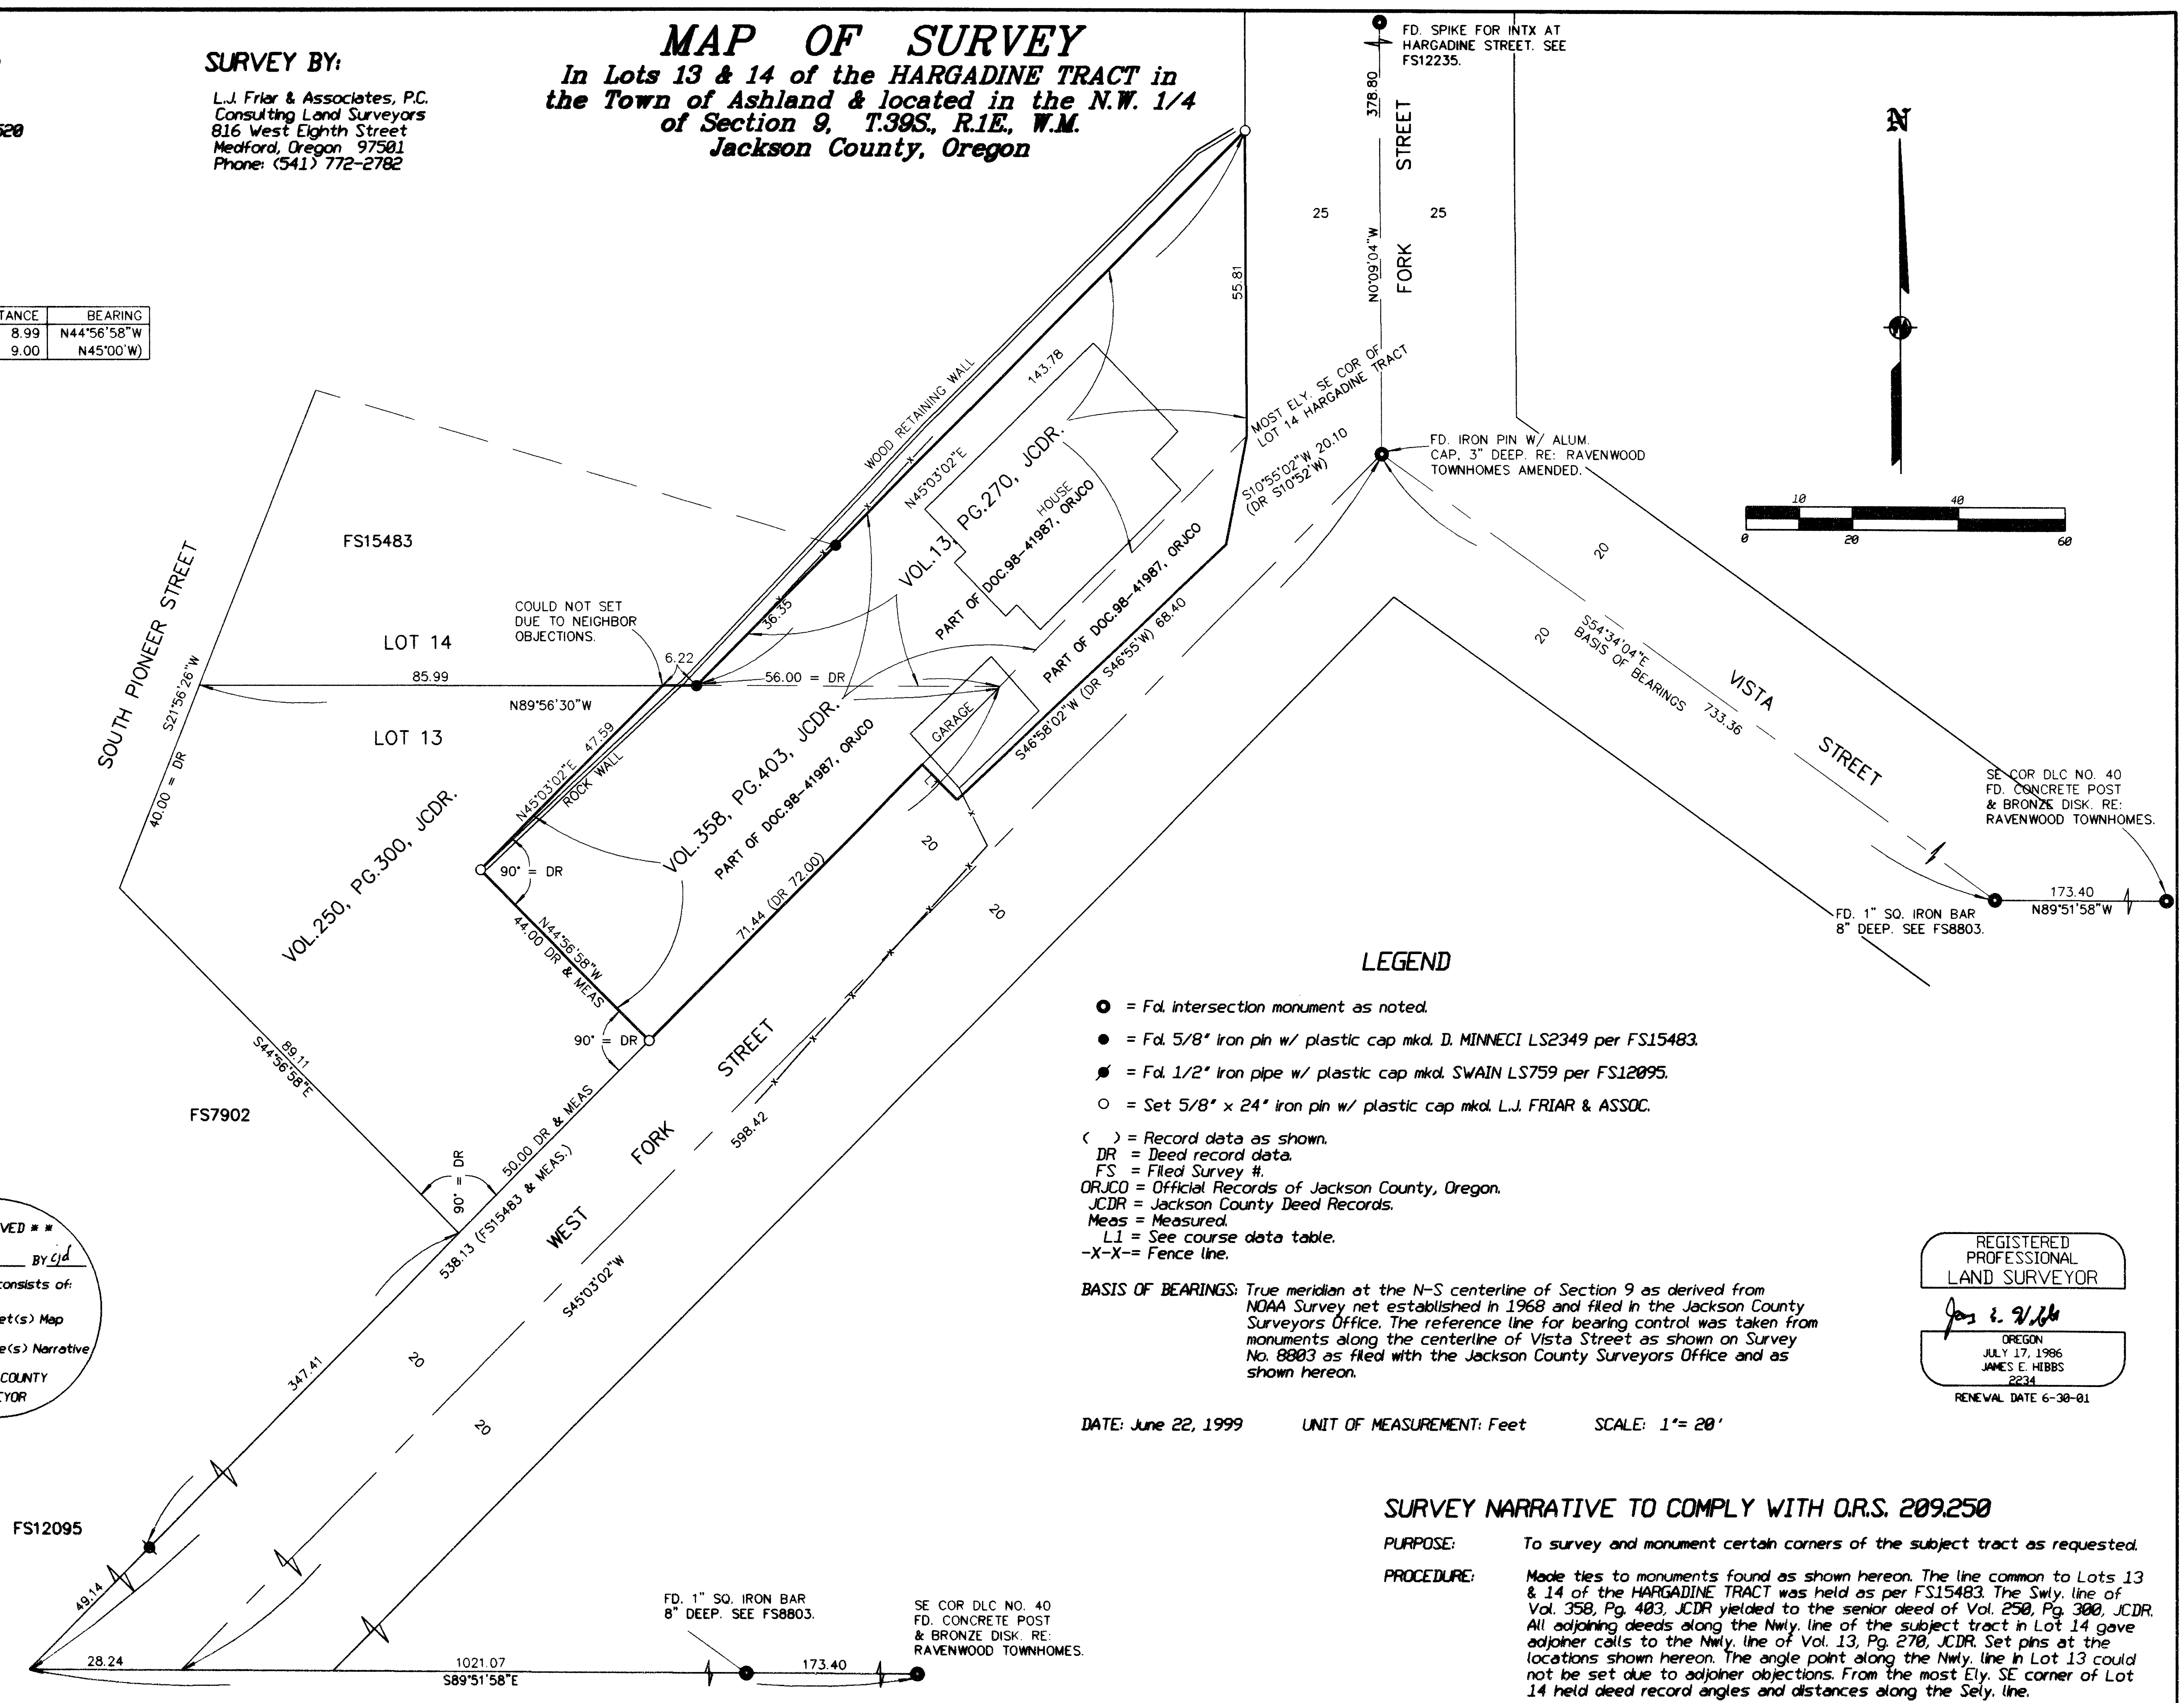 MAP OF SURVEY
In Lots 13 & 14 of the HARGADINE TRACT in
the Town of Ashland & located in the N.W. 1/4
of Section 9, T.39S., R.1E., W.M.
Jackson County, Oregon
SURVEY BY:
L.J. Friar & Associates, P.C.
Consulting Land Surveyors
816 West Eighth Street
Medford, Oregon 97501
Phone: (541) 772-2782
520
TANCE BEARING
8.99 N44°56'58"W
9.00 N45°00'W)
FD. SPIKE FOR INTX AT
HARGADINE STREET. SEE
FS12235.
378.80
STREET
25
25
N0°09'04"W
FORK
55.81
N
10 40
0 20 60
WOOD RETAINING WALL
143.78
N45°03'02"E
MOST ELY. SE COR OF
LOT 14 HARGADINE TRACT
S10°55'02"W 20.10
(DR S10°52'W)
FD. IRON PIN W/ ALUM.
CAP, 3" DEEP. RE: RAVENWOOD
TOWNHOMES AMENDED.
VOL.13, PG.270, JCDR.
HOUSE
PART OF DOC.98-41987, ORJCO
PART OF DOC.98-41987, ORJCO
S46°58'02"W (DR S46°55'W) 68.40
FS15483
SOUTH PIONEER STREET
S21°56'26"W
40.00 = DR
COULD NOT SET
DUE TO NEIGHBOR
OBJECTIONS.
LOT 14
36.35
6.22
85.99
56.00 = DR
N89°56'30"W
LOT 13
GARAGE
N45°03'02"E 47.59
ROCK WALL
VOL.358, PG.403, JCDR.
PART OF DOC.98-41987, ORJCO
VOL.250, PG.300, JCDR.
90° = DR
N44°56'58"W
44.00 DR & MEAS
71.44 (DR 72.00)
90° = DR
20
20
20
20
S54°34'04"E
BASIS OF BEARINGS 733.36
VISTA
STREET
SE COR DLC NO. 40
FD. CONCRETE POST
& BRONZE DISK. RE:
RAVENWOOD TOWNHOMES.
173.40
N89°51'58"W
FD. 1" SQ. IRON BAR
8" DEEP. SEE FS8803.
89.11
S44°56'58"E
FS7902
90° = DR
50.00 DR & MEAS
538.13 (FS15483 & MEAS.)
WEST FORK STREET
598.42
S45°03'02"W
347.41
20
20
LEGEND
= Fd. intersection monument as noted.
= Fd. 5/8" iron pin w/ plastic cap mkd. D. MINNECI LS2349 per FS15483.
= Fd. 1/2" iron pipe w/ plastic cap mkd. SWAIN LS759 per FS12095.
= Set 5/8" x 24" iron pin w/ plastic cap mkd. L.J. FRIAR & ASSOC.
( ) = Record data as shown.
DR = Deed record data.
FS = Filed Survey #.
ORJCO = Official Records of Jackson County, Oregon.
JCDR = Jackson County Deed Records.
Meas = Measured.
L1 = See course data table.
-X-X-= Fence line.
BASIS OF BEARINGS: True meridian at the N-S centerline of Section 9 as derived from
NOAA Survey net established in 1968 and filed in the Jackson County
Surveyors Office. The reference line for bearing control was taken from
monuments along the centerline of Vista Street as shown on Survey
No. 8803 as filed with the Jackson County Surveyors Office and as
shown hereon.
DATE: June 22, 1999 UNIT OF MEASUREMENT: Feet SCALE: 1"= 20'
REGISTERED
PROFESSIONAL
LAND SURVEYOR
OREGON
JULY 17, 1986
JAMES E. HIBBS
2234
RENEWAL DATE 6-30-01
VED * *
BY cjd
consists of:
et(s) Map
e(s) Narrative
COUNTY
YOR
FS12095
49.14
28.24
1021.07
S89°51'58"E
FD. 1" SQ. IRON BAR
8" DEEP. SEE FS8803.
173.40
SE COR DLC NO. 40
FD. CONCRETE POST
& BRONZE DISK. RE:
RAVENWOOD TOWNHOMES.
SURVEY NARRATIVE TO COMPLY WITH O.R.S. 209.250
PURPOSE: To survey and monument certain corners of the subject tract as requested.
PROCEDURE: Made ties to monuments found as shown hereon. The line common to Lots 13
& 14 of the HARGADINE TRACT was held as per FS15483. The Swly. line of
Vol. 358, Pg. 403, JCDR yielded to the senior deed of Vol. 250, Pg. 300, JCDR.
All adjoining deeds along the Nwly. line of the subject tract in Lot 14 gave
adjoiner calls to the Nwly. line of Vol. 13, Pg. 270, JCDR. Set pins at the
locations shown hereon. The angle point along the Nwly. line in Lot 13 could
not be set due to adjoiner objections. From the most Ely. SE corner of Lot
14 held deed record angles and distances along the Sely. line.